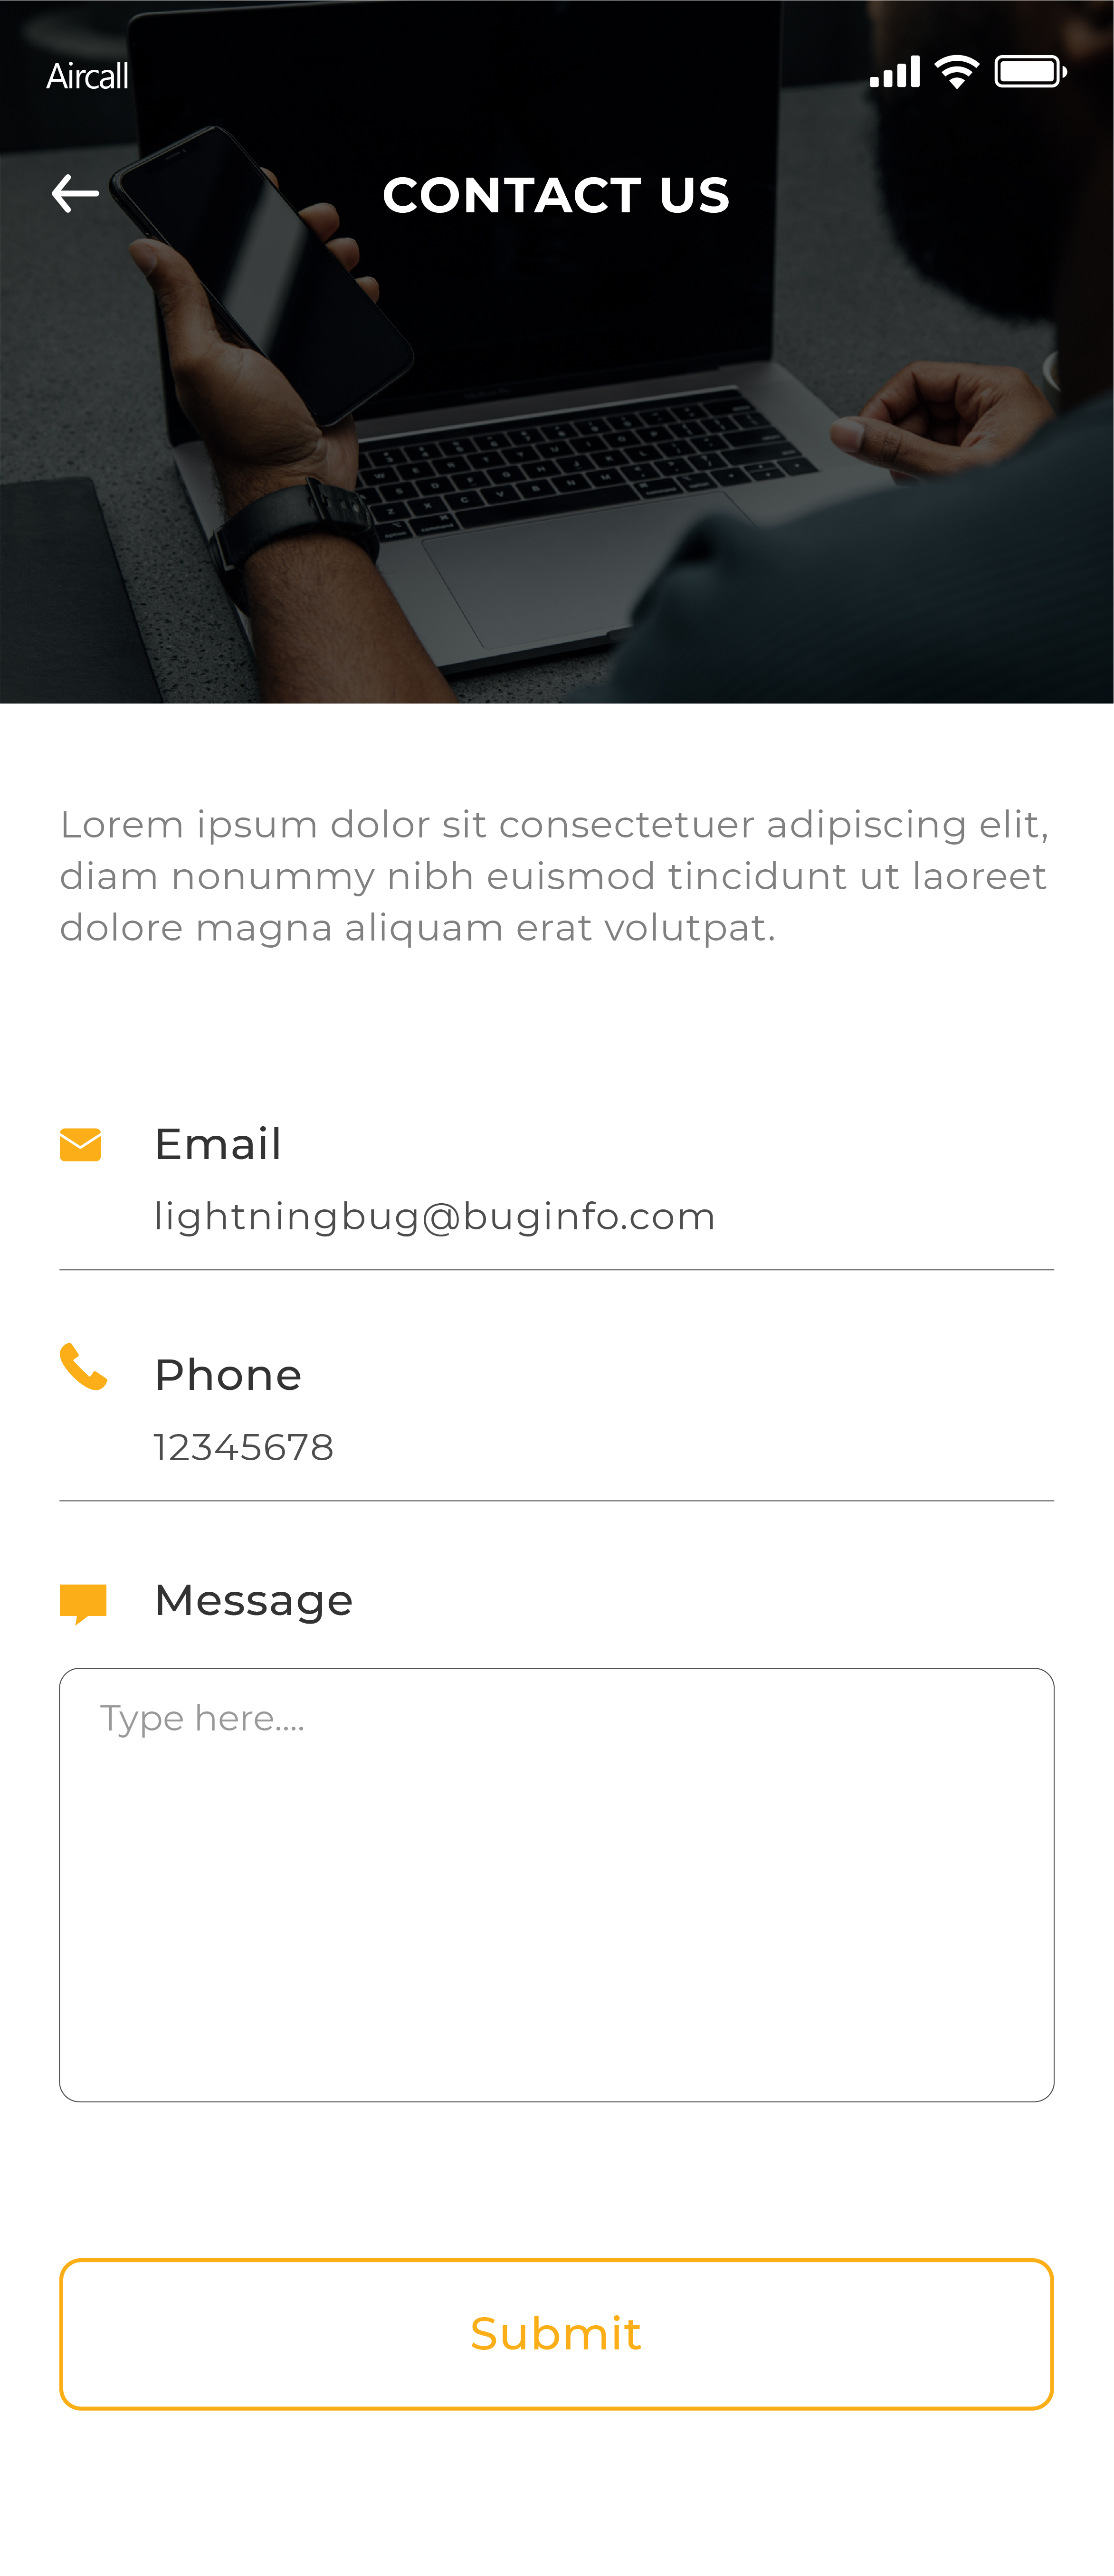 Aircall
CONTACT US
Lorem ipsum dolor sit consectetuer adipiscing elit,
diam nonummy nibh euismod tincidunt ut laoreet
dolore magna aliquam erat volutpat.
Email
lightningbug@buginfo.com
Phone
12345678
Message
Type here....
Submit